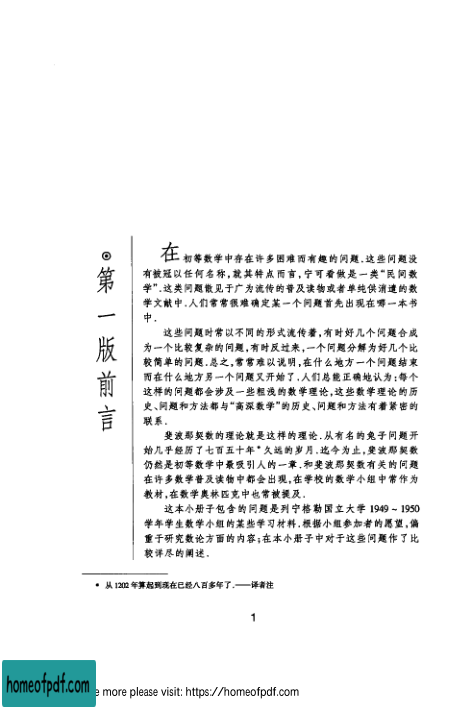 第一版前言
在初等数学中存在许多困难而有趣的问题.这些问题没
有被冠以任何名称,就其特点而言,宁可看做是一类“民间数
学”.这类问题散见于广为流传的普及读物或者单纯供消遣的数
学文献中.人们常常很难确定某一个问题首先出现在哪一本书
中.
这些问题时常以不同的形式流传着,有时好几个问题合成
为一个比较复杂的问题,有时反过来,一个问题分解为好几个比
较简单的问题.总之,常常难以说明,在什么地方一个问题结束
而在什么地方另一个问题又开始了.人们总能正确地认为:每个
这样的问题都会涉及一些粗浅的数学理论,这些数学理论的历
史、问题和方法都与“高深数学”的历史、问题和方法有着紧密的
联系.
斐波那契数的理论就是这样的理论.从有名的兔子问题开
始几乎经历了七百五十年*久远的岁月.迄今为止,斐波那契数
仍然是初等数学中最吸引人的一章.和斐波那契数有关的问题
在许多数学普及读物中都会出现,在学校的数学小组中常作为
教材,在数学奥林匹克中也常被提及.
这本小册子包含的问题是列宁格勒国立大学 1949 ~ 1950
学年学生数学小组的某些学习材料.根据小组参加者的愿望,偏
重于研究数论方面的内容;在本小册子中对于这些问题作了比
较详尽的阐述.
* 从1202年算起到现在已经八百多年了.——译者注
1
homeofpdf.com
e more please visit: https://homeofpdf.com